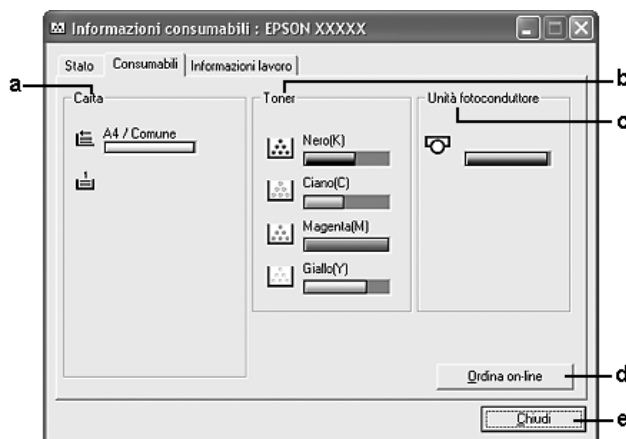 Informazioni consumabili : EPSON XXXXX
Stato Consumabili Informazioni lavoro
a
b
c
Carta
Toner
Unità fotoconduttore
A4 / Comune
1
Nero(K)
Ciano(C)
Magenta(M)
Giallo(Y)
Ordina on-line
d
Chiudi
e